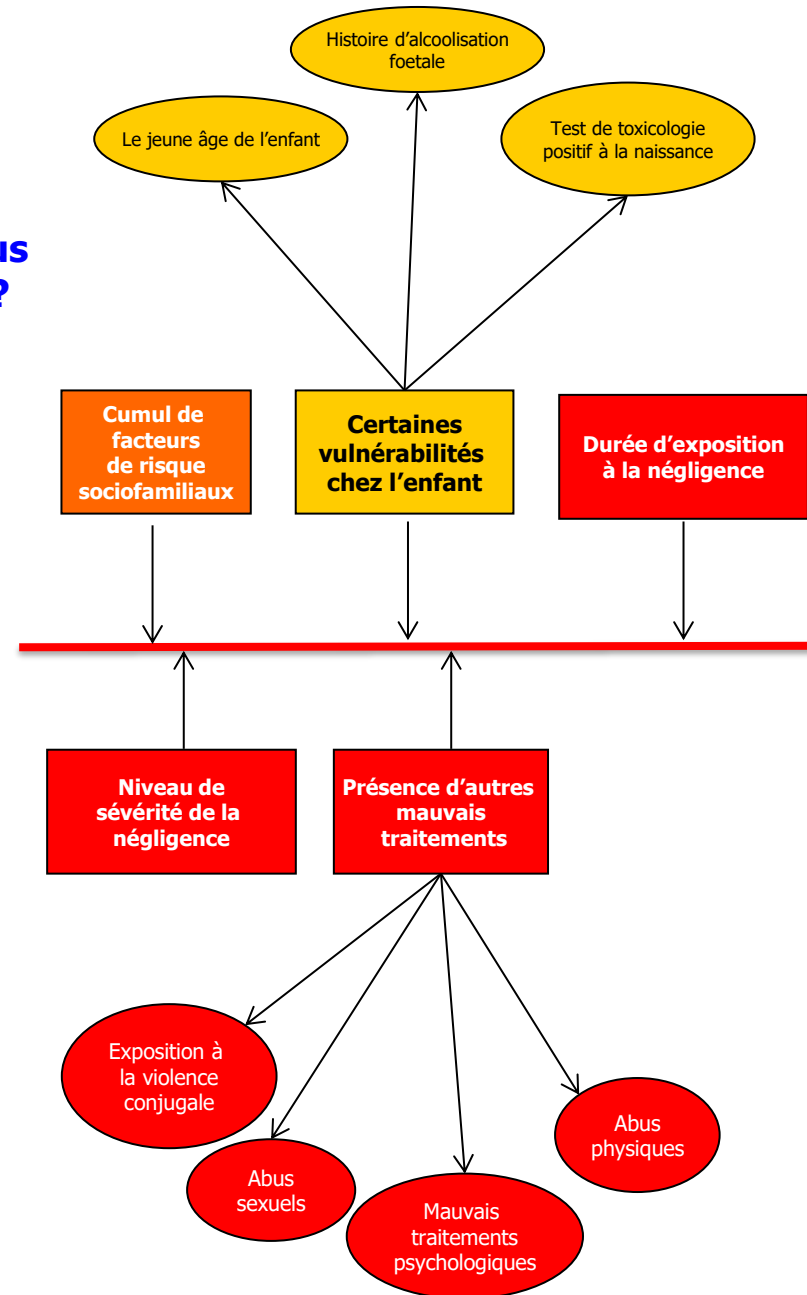 Histoire d'alcoolisation
foetale
Le jeune âge de l'enfant
Test de toxicologie
positif à la naissance
us
?
Cumul de
facteurs
de risque
sociofamiliaux
Certaines
vulnérabilités
chez l'enfant
Durée d'exposition
à la négligence
Niveau de
sévérité de la
négligence
Présence d'autres
mauvais
traitements
Exposition à
la violence
conjugale
Abus
sexuels
Mauvais
traitements
psychologiques
Abus
physiques